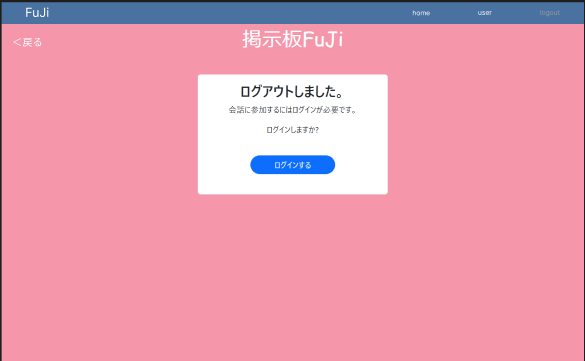 FuJi
home
user
logout
＜戻る
掲示板FuJi
ログアウトしました。
会話に参加するにはログインが必要です。
ログインしますか?
ログインする